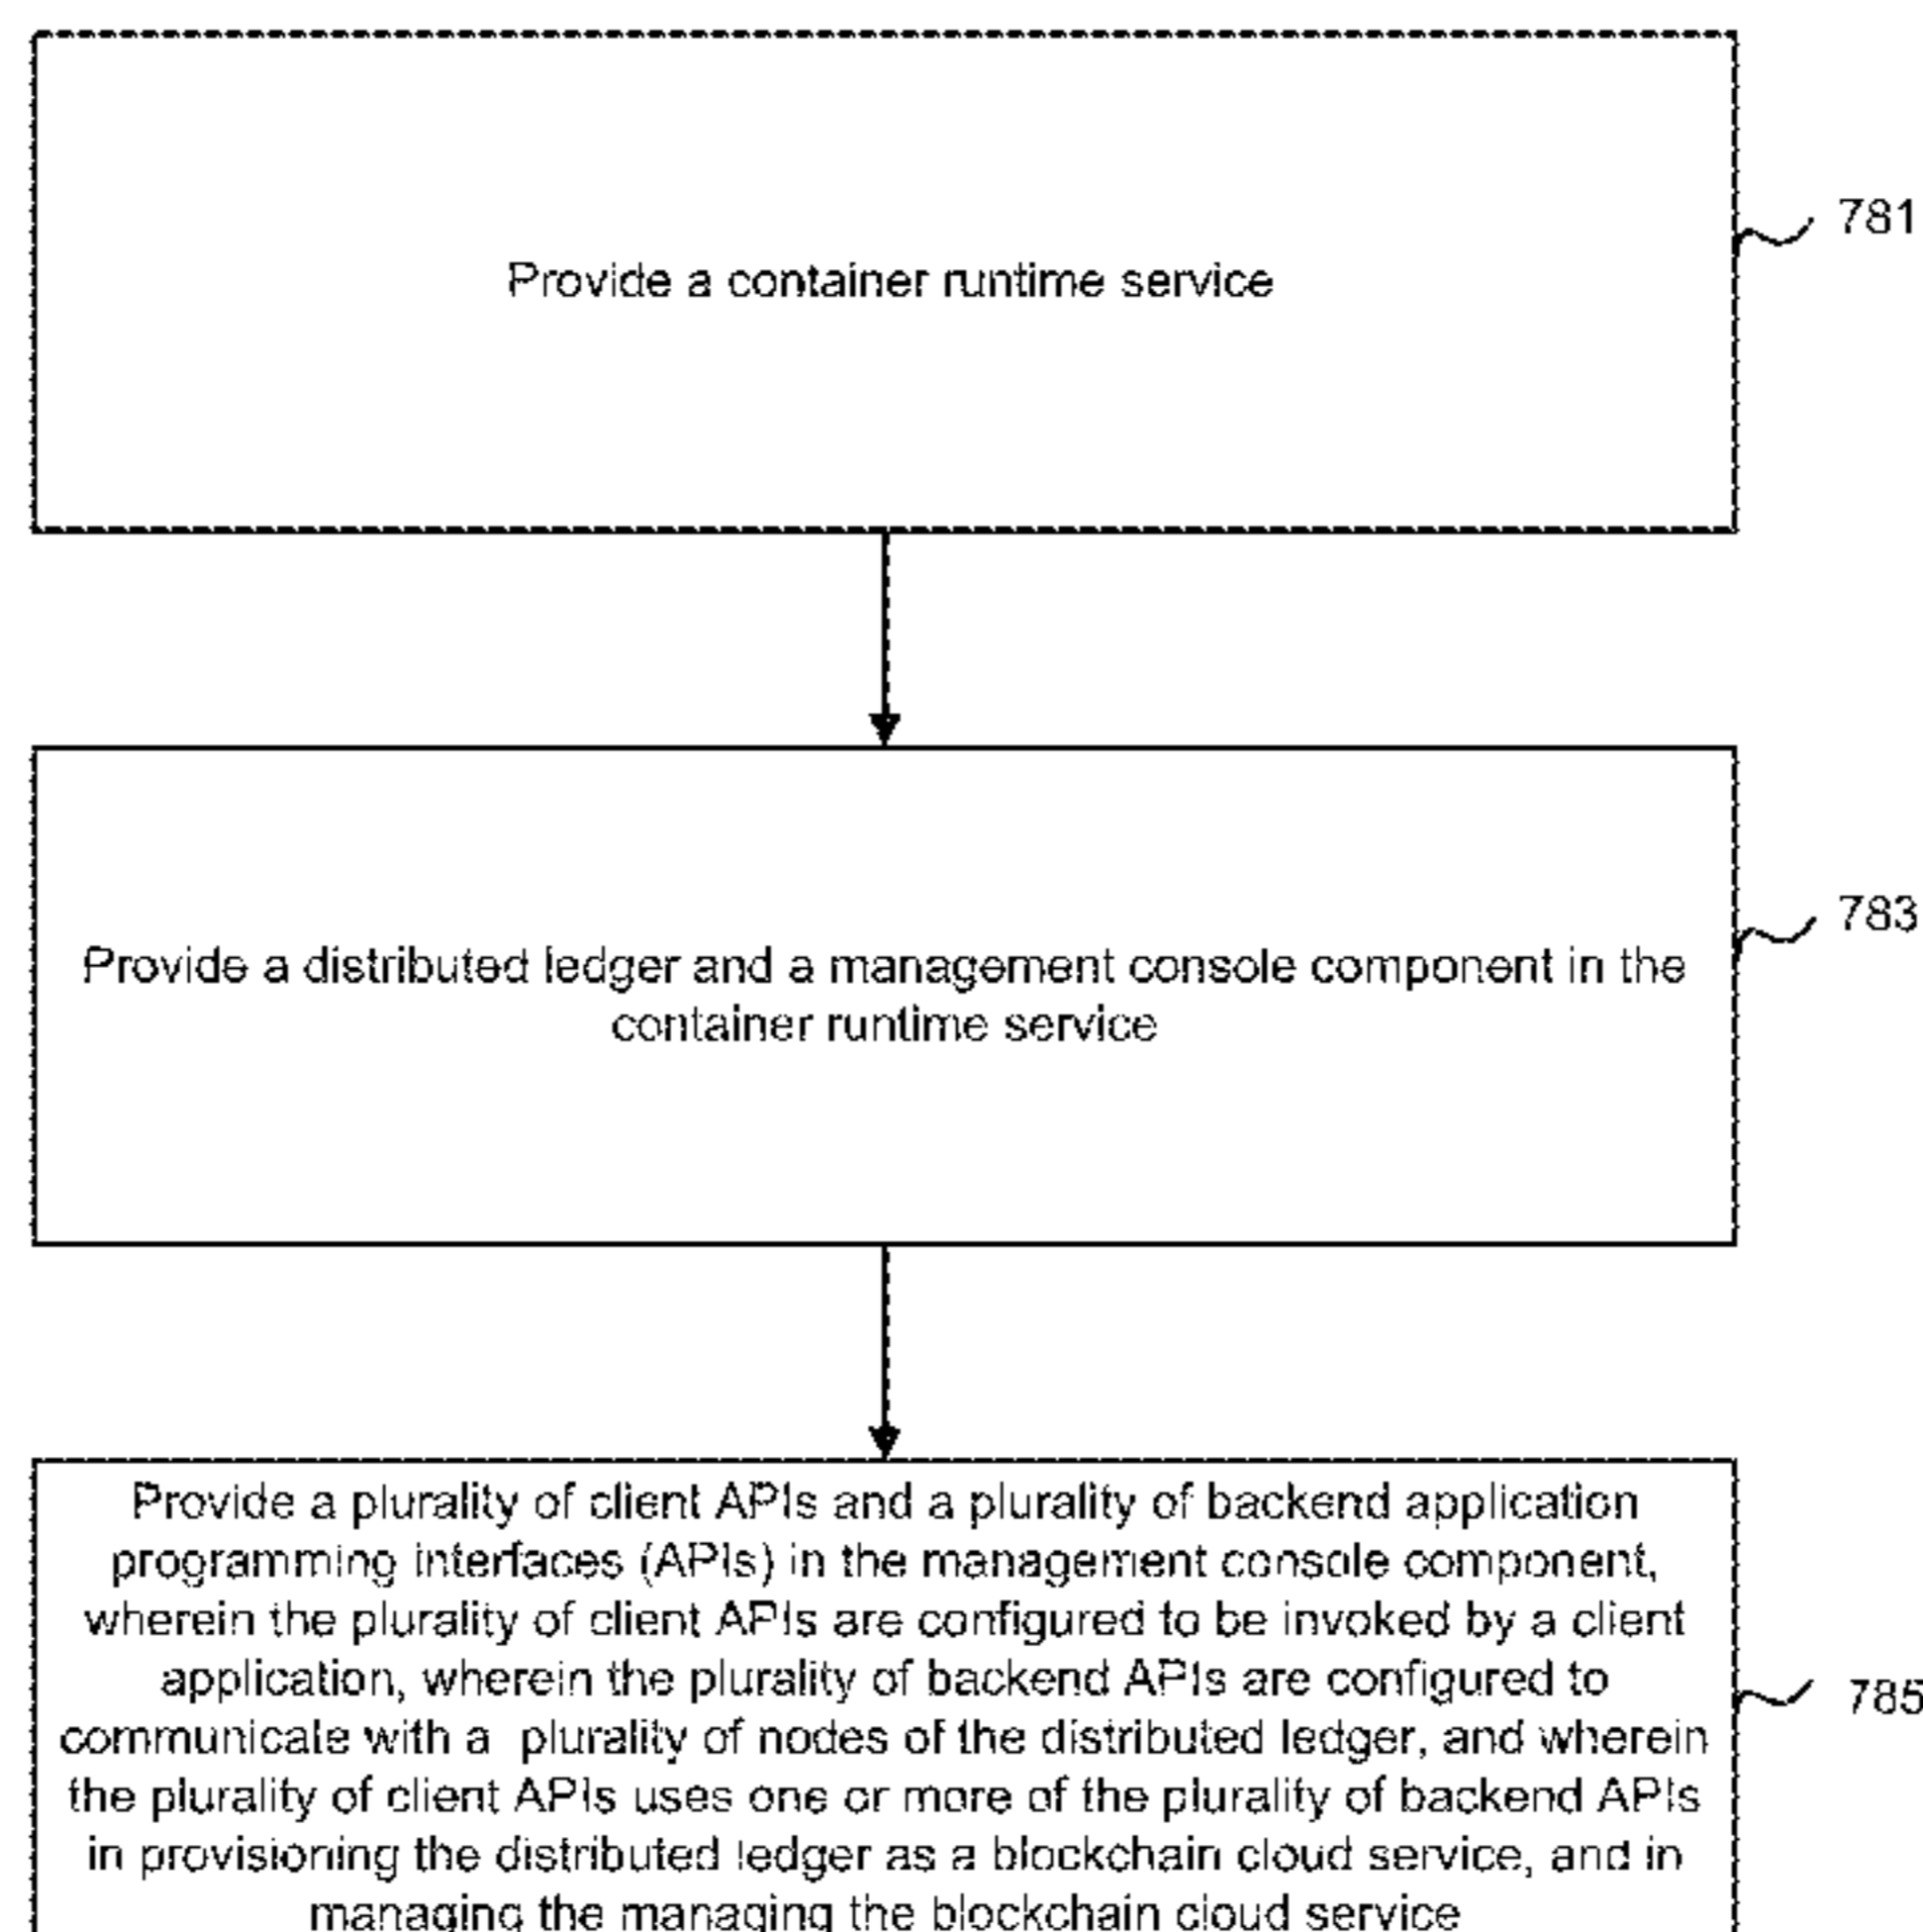 Provide a container runtime service
781
Provide a distributed ledger and a management console component in the
container runtime service
783
Provide a plurality of client APIs and a plurality of backend application
programming interfaces (APIs) in the management console component,
wherein the plurality of client APIs are configured to be invoked by a client
application, wherein the plurality of backend APIs are configured to
communicate with a plurality of nodes of the distributed ledger, and wherein
the plurality of client APIs uses one or more of the plurality of backend APIs
in provisioning the distributed ledger as a blockchain cloud service, and in
managing the managing the blockchain cloud service
785